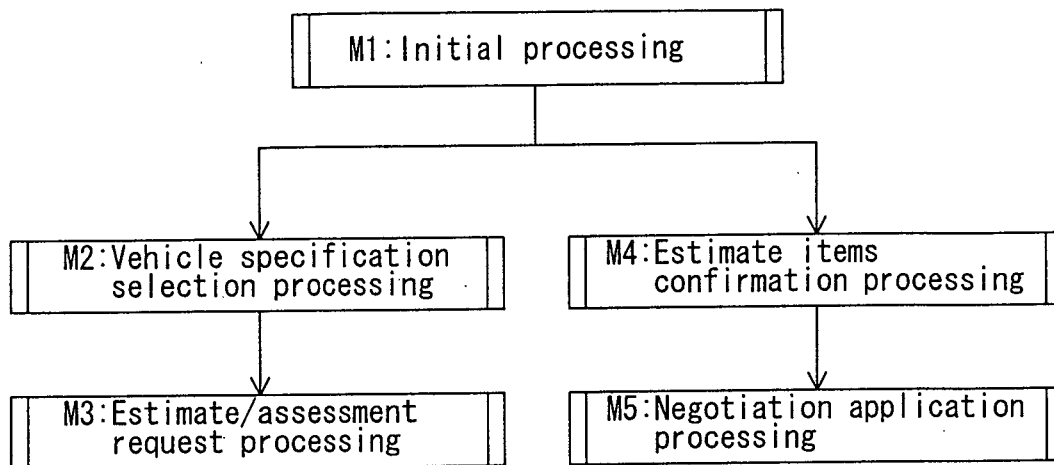 M1:Initial processing
M2:Vehicle specification
selection processing
M4:Estimate items
confirmation processing
M3:Estimate/assessment
request processing
M5:Negotiation application
processing